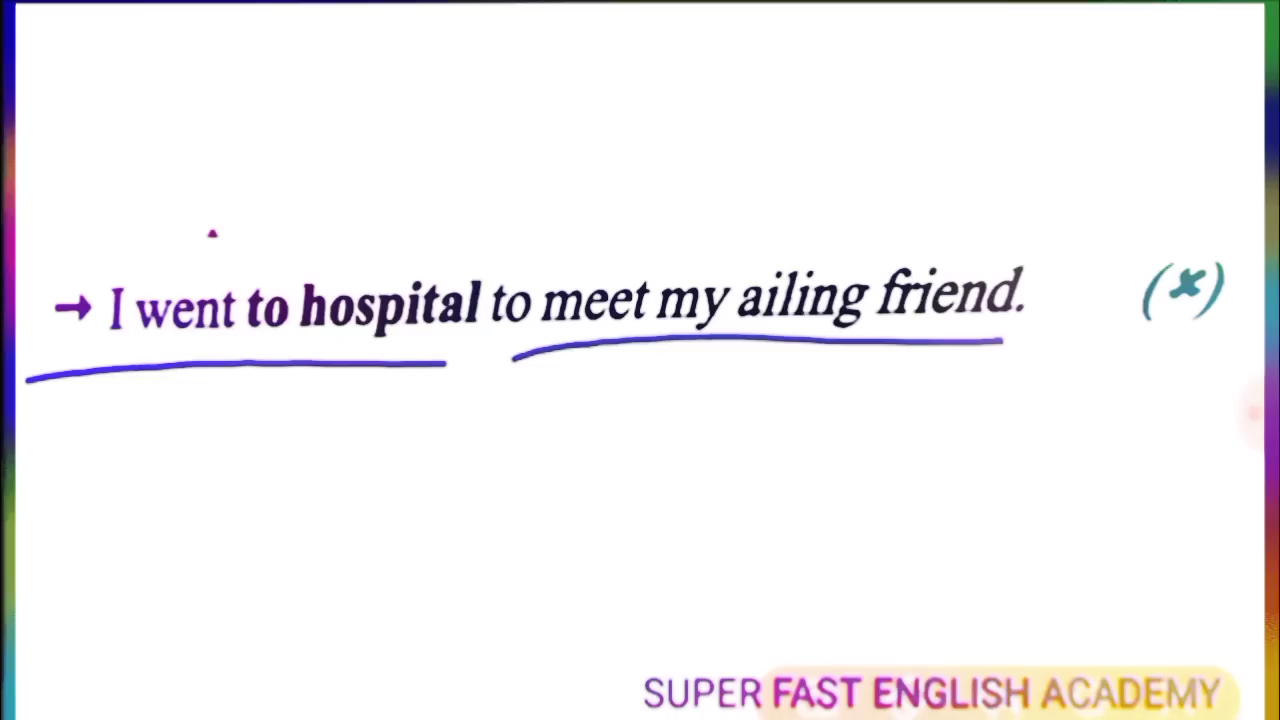 → I went to hospital to meet my ailing friend. (×)
SUPER FAST ENGLISH ACADEMY